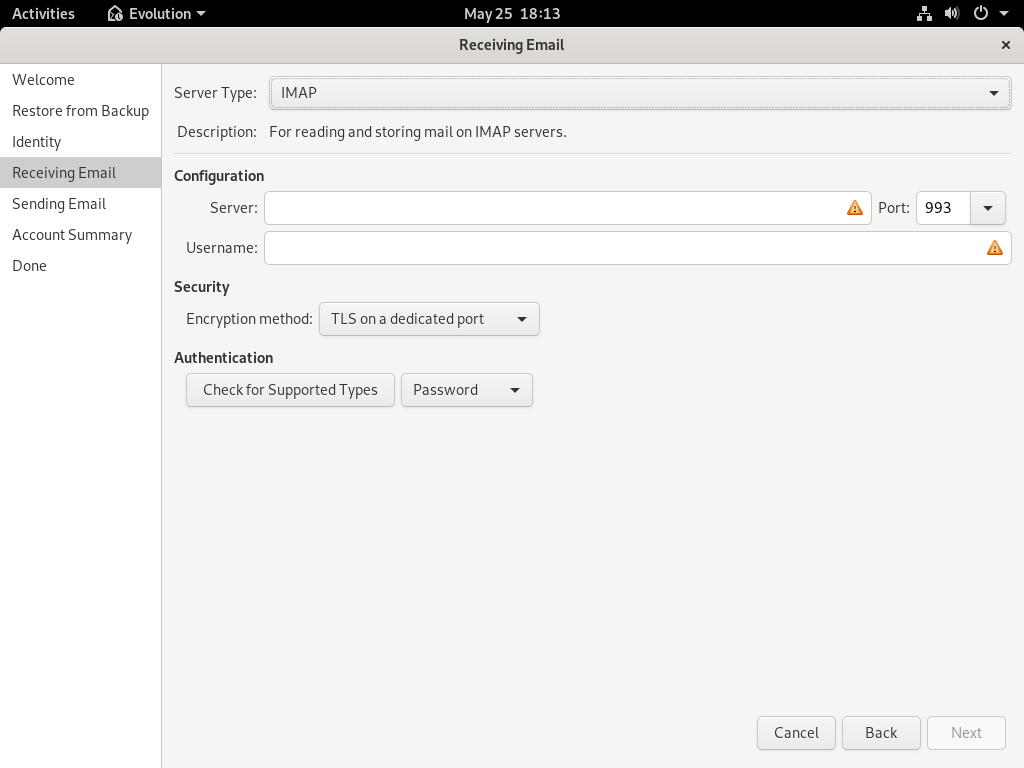 Activities Evolution May 25 18:13
Receiving Email
Welcome
Restore from Backup
Identity
Receiving Email
Sending Email
Account Summary
Done
Server Type: IMAP
Description: For reading and storing mail on IMAP servers.
Configuration
Server: Port: 993
Username:
Security
Encryption method: TLS on a dedicated port
Authentication
Check for Supported Types Password
Cancel Back Next